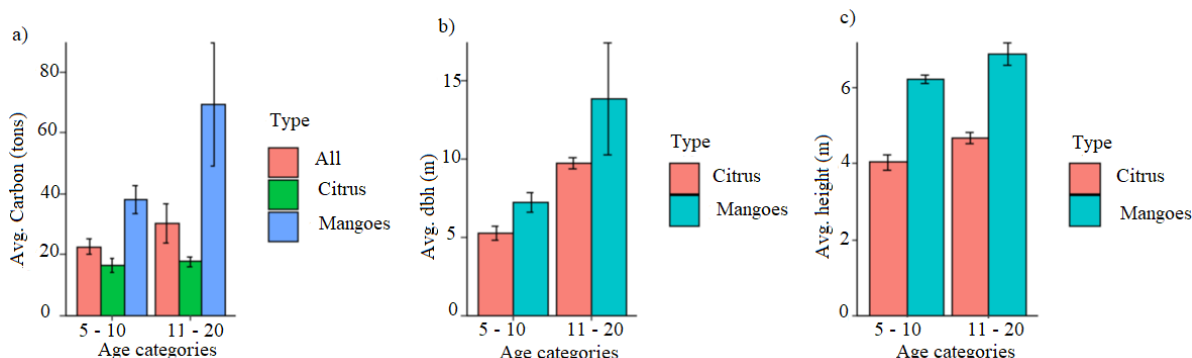 a)
Avg. Carbon (tons)
80
60
40
20
0
5 - 10
11 - 20
Age categories
Type
All
Citrus
Mangoes
b)
Avg. dbh (m)
15
10
5
0
5 - 10
11 - 20
Age categories
Type
Citrus
Mangoes
c)
Avg. height (m)
6
4
2
0
5 - 10
11 - 20
Age categories
Type
Citrus
Mangoes